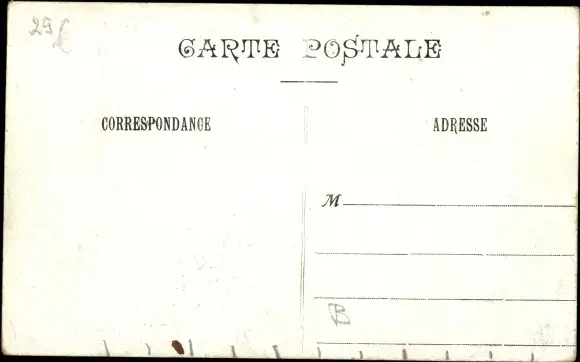 29
CARTE POSTALE
CORRESPONDANCE
ADRESSE
M
B